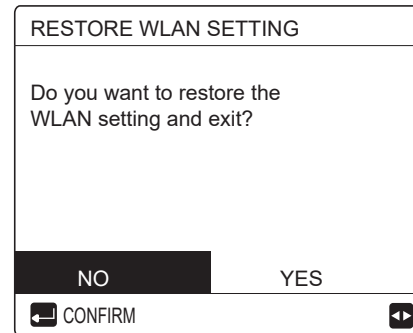 RESTORE WLAN SETTING
Do you want to restore the
WLAN setting and exit?
NO YES
CONFIRM